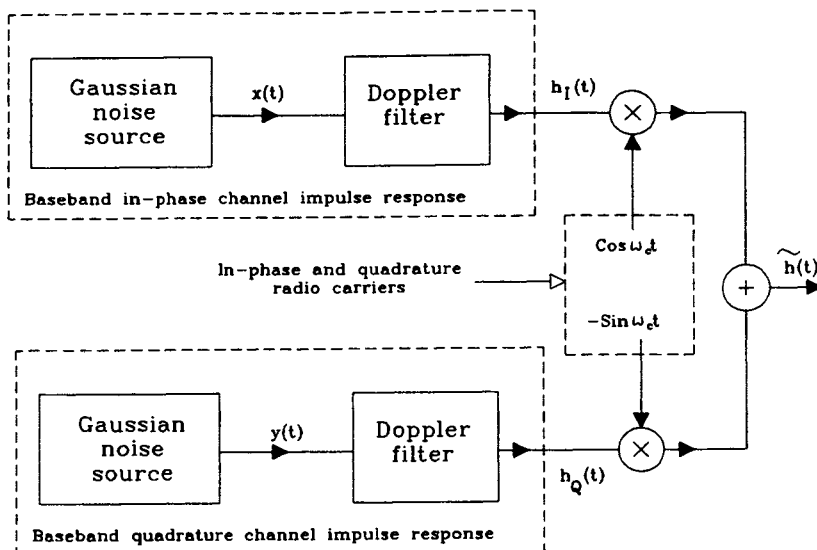 Gaussian
noise
source
x(t)
Doppler
filter
h_I(t)
×
Baseband in-phase channel impulse response
In-phase and quadrature
radio carriers
Cos ω_c t
-Sin ω_c t
+
h̃(t)
Gaussian
noise
source
y(t)
Doppler
filter
h_Q(t)
×
Baseband quadrature channel impulse response